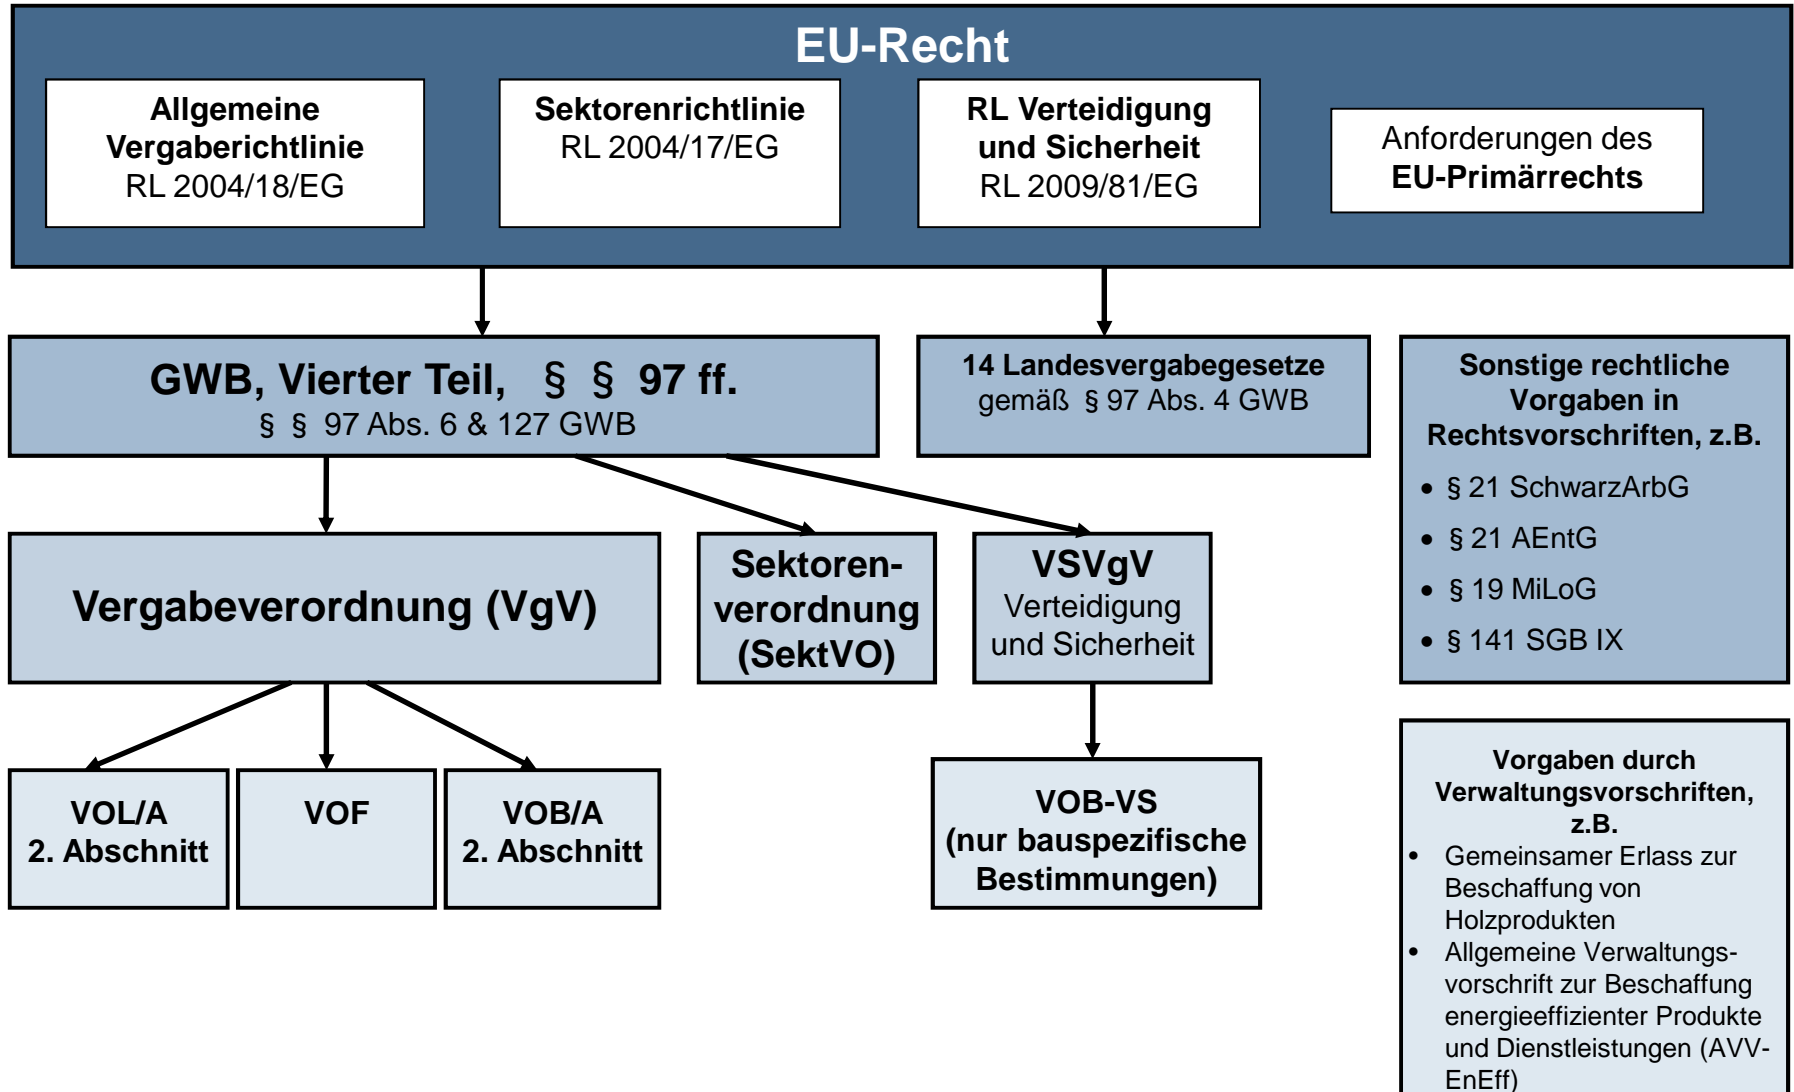 EU-Recht
Allgemeine
Vergaberichtlinie
RL 2004/18/EG
Sektorenrichtlinie
RL 2004/17/EG
RL Verteidigung
und Sicherheit
RL 2009/81/EG
Anforderungen des
EU-Primärrechts
GWB, Vierter Teil, § § 97 ff.
§ § 97 Abs. 6 & 127 GWB
14 Landesvergabegesetze
gemäß § 97 Abs. 4 GWB
Sonstige rechtliche
Vorgaben in
Rechtsvorschriften, z.B.
• § 21 SchwarzArbG
• § 21 AEntG
• § 19 MiLoG
• § 141 SGB IX
Vergabeverordnung (VgV)
Sektoren-
verordnung
(SektVO)
VSVgV
Verteidigung
und Sicherheit
VOL/A
2. Abschnitt
VOF
VOB/A
2. Abschnitt
VOB-VS
(nur bauspezifische
Bestimmungen)
Vorgaben durch
Verwaltungsvorschriften,
z.B.
• Gemeinsamer Erlass zur
Beschaffung von
Holzprodukten
• Allgemeine Verwaltungs-
vorschrift zur Beschaffung
energieeffizienter Produkte
und Dienstleistungen (AVV-
EnEff)